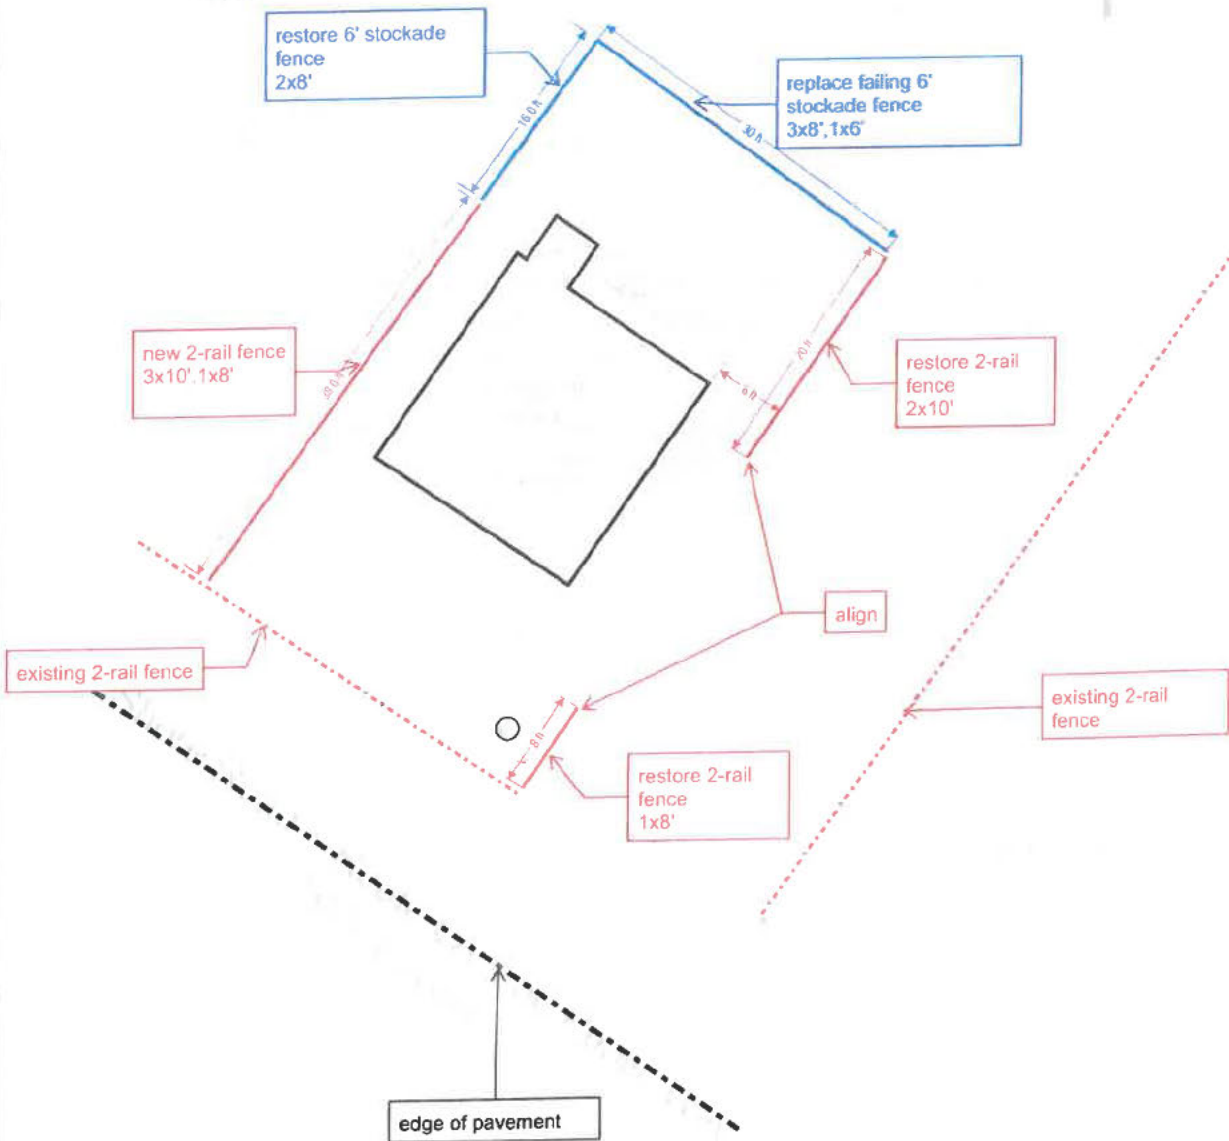 restore 6' stockade
fence
2x8'
replace failing 6'
stockade fence
3x8', 1x6'
16.0 ft
30 ft
new 2-rail fence
3x10', 1x8'
20 ft
6 ft
restore 2-rail
fence
2x10'
align
existing 2-rail fence
existing 2-rail
fence
8 ft
restore 2-rail
fence
1x8'
edge of pavement